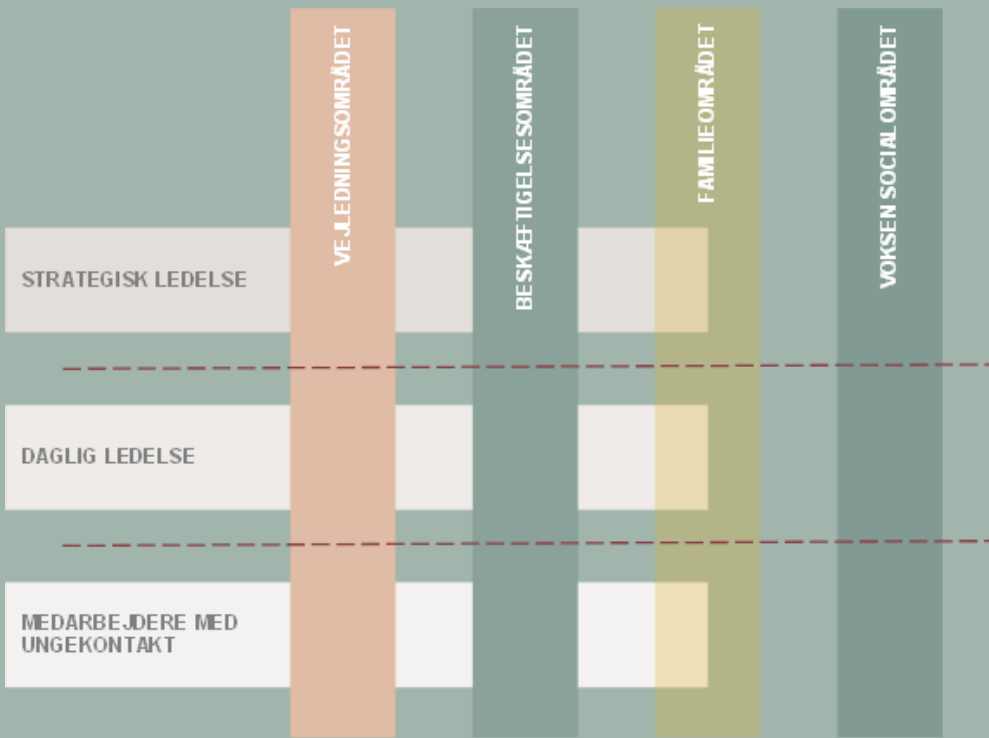 VEJLEDNINGSOMRÅDET
BESKÆFTIGELSESOMRÅDET
FAMILIEOMRÅDET
VOKSEN SOCIALOMRÅDET
STRATEGISK LEDELSE
DAGLIG LEDELSE
MEDARBEJDERE MED
UNGEKONTAKT